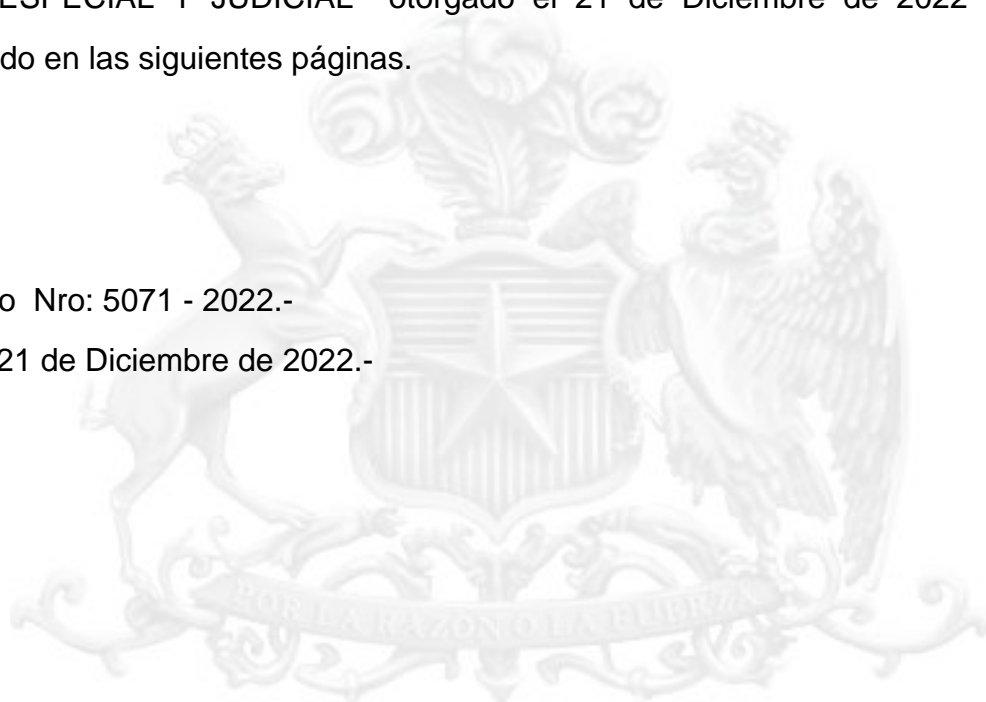 ESPECIAL Y JUDICIAL" otorgado el 21 de Diciembre de 2022
do en las siguientes páginas.
o Nro: 5071 - 2022.-
21 de Diciembre de 2022.-
POR LA RAZON O LA FUERZA